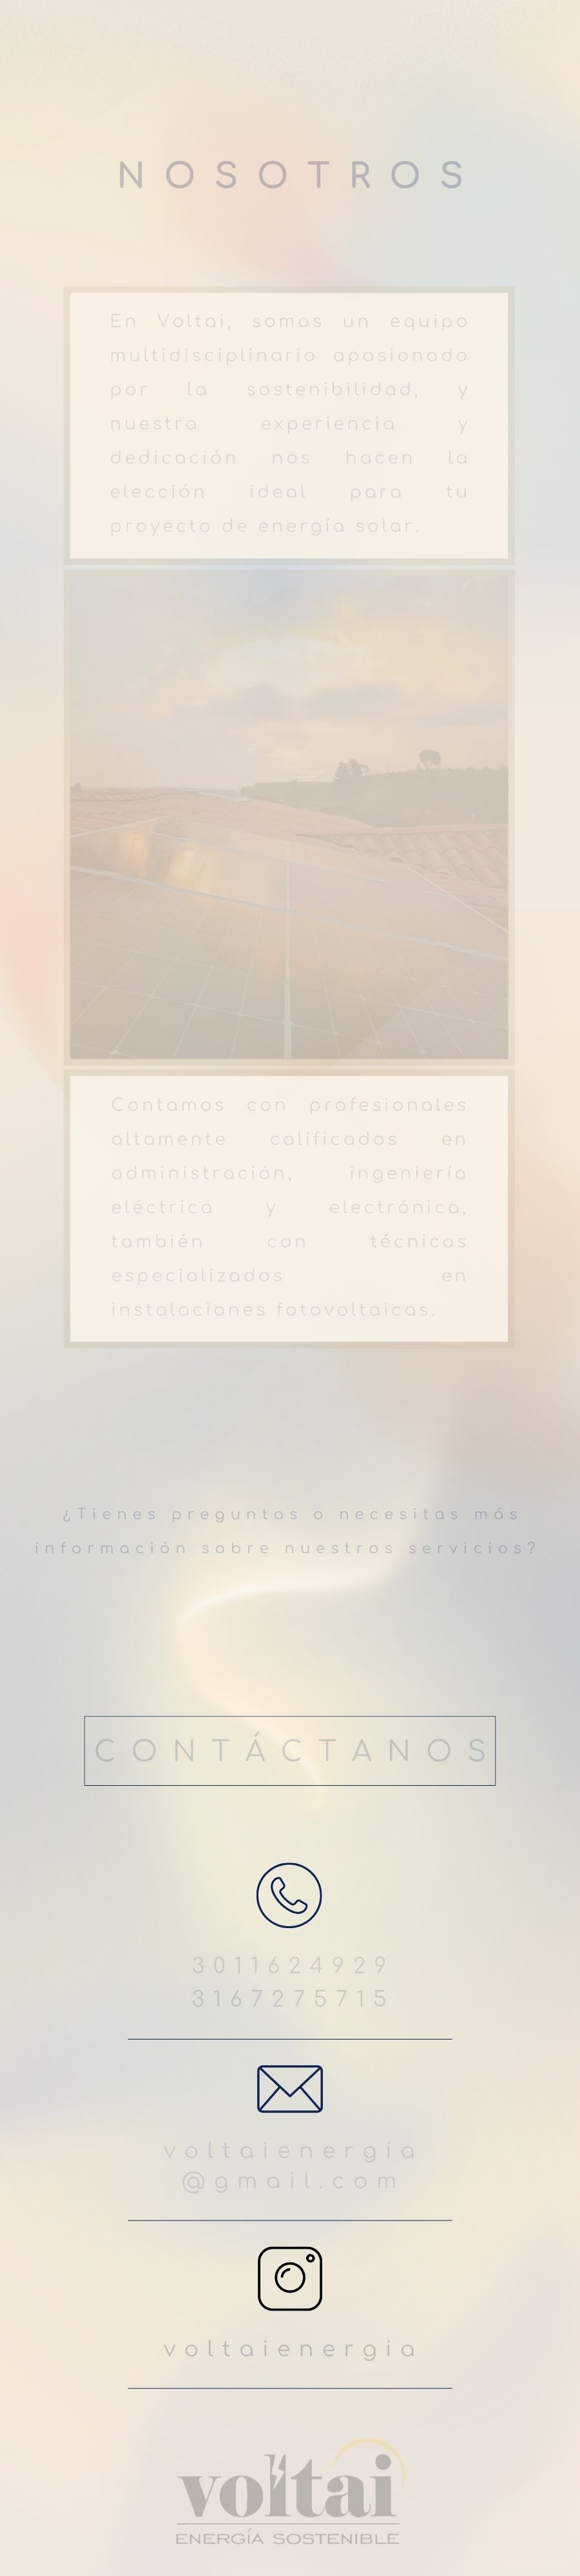 NOSOTROS
En Voltai, somos un equipo
multidisciplinario apasionado
por la sostenibilidad, y
nuestra experiencia y
dedicación nos hacen la
elección ideal para tu
proyecto de energía solar.
Contamos con profesionales
altamente calificados en
administración, ingeniería
eléctrica y electrónica,
también con técnicos
especializados en
instalaciones fotovoltaicas.
¿Tienes preguntas o necesitas más
información sobre nuestros servicios?
CONTÁCTANOS
3011624929
3167275715
voltaienergia
@gmail.com
voltaienergia
voltai
ENERGÍA SOSTENIBLE